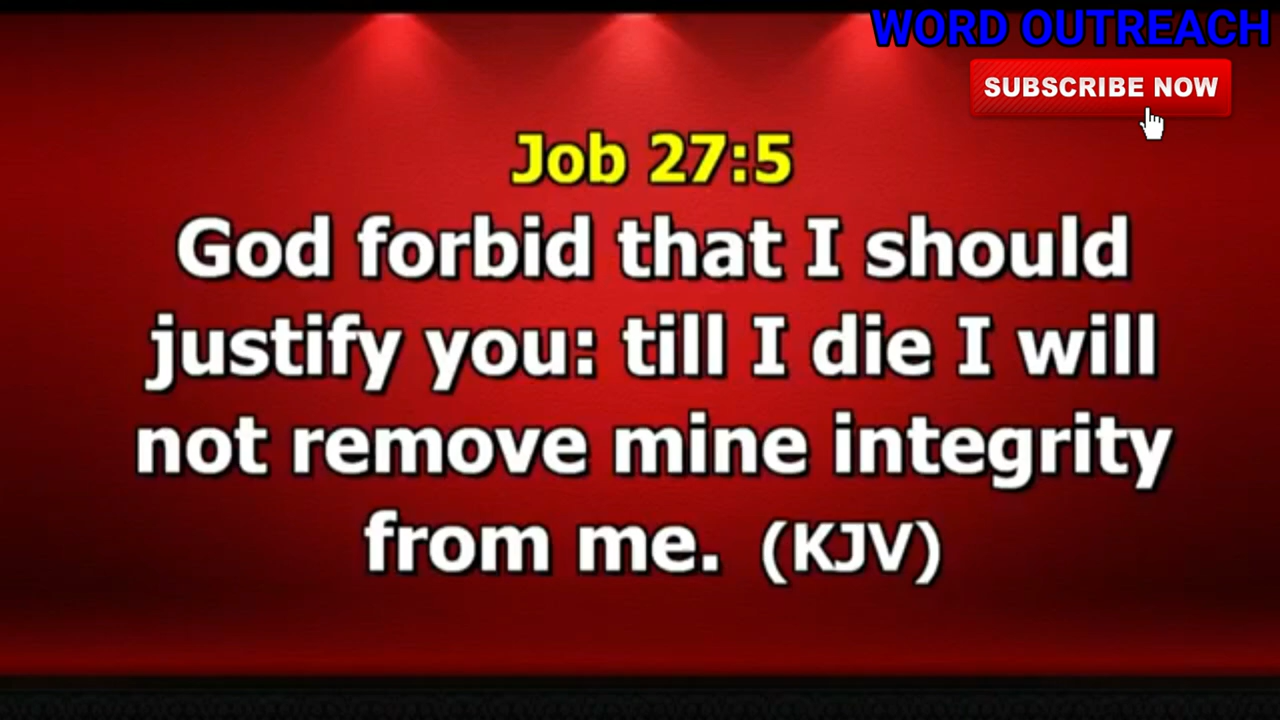 WORD OUTREACH
SUBSCRIBE NOW
Job 27:5
God forbid that I should
justify you: till I die I will
not remove mine integrity
from me. (KJV)